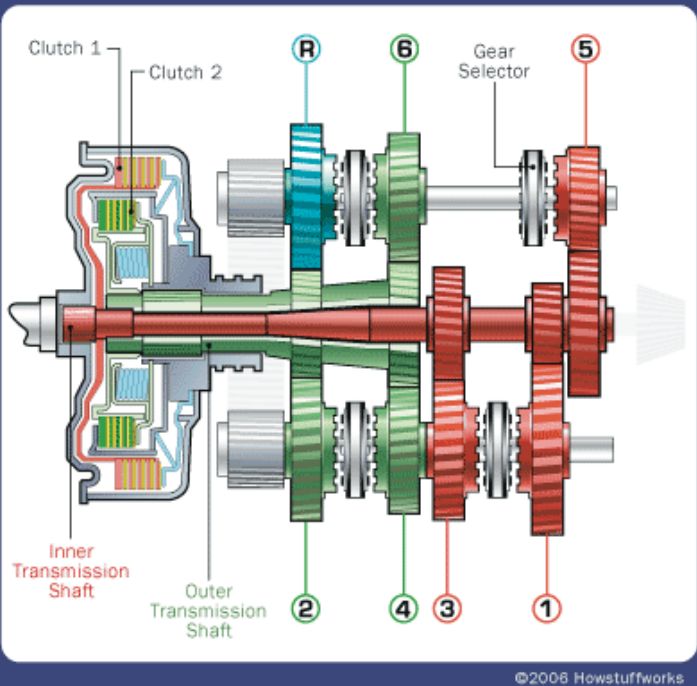 Clutch 1
Clutch 2
R
6
Gear
Selector
5
Inner
Transmission
Shaft
Outer
Transmission
Shaft
2
4
3
1
©2006 Howstuffworks